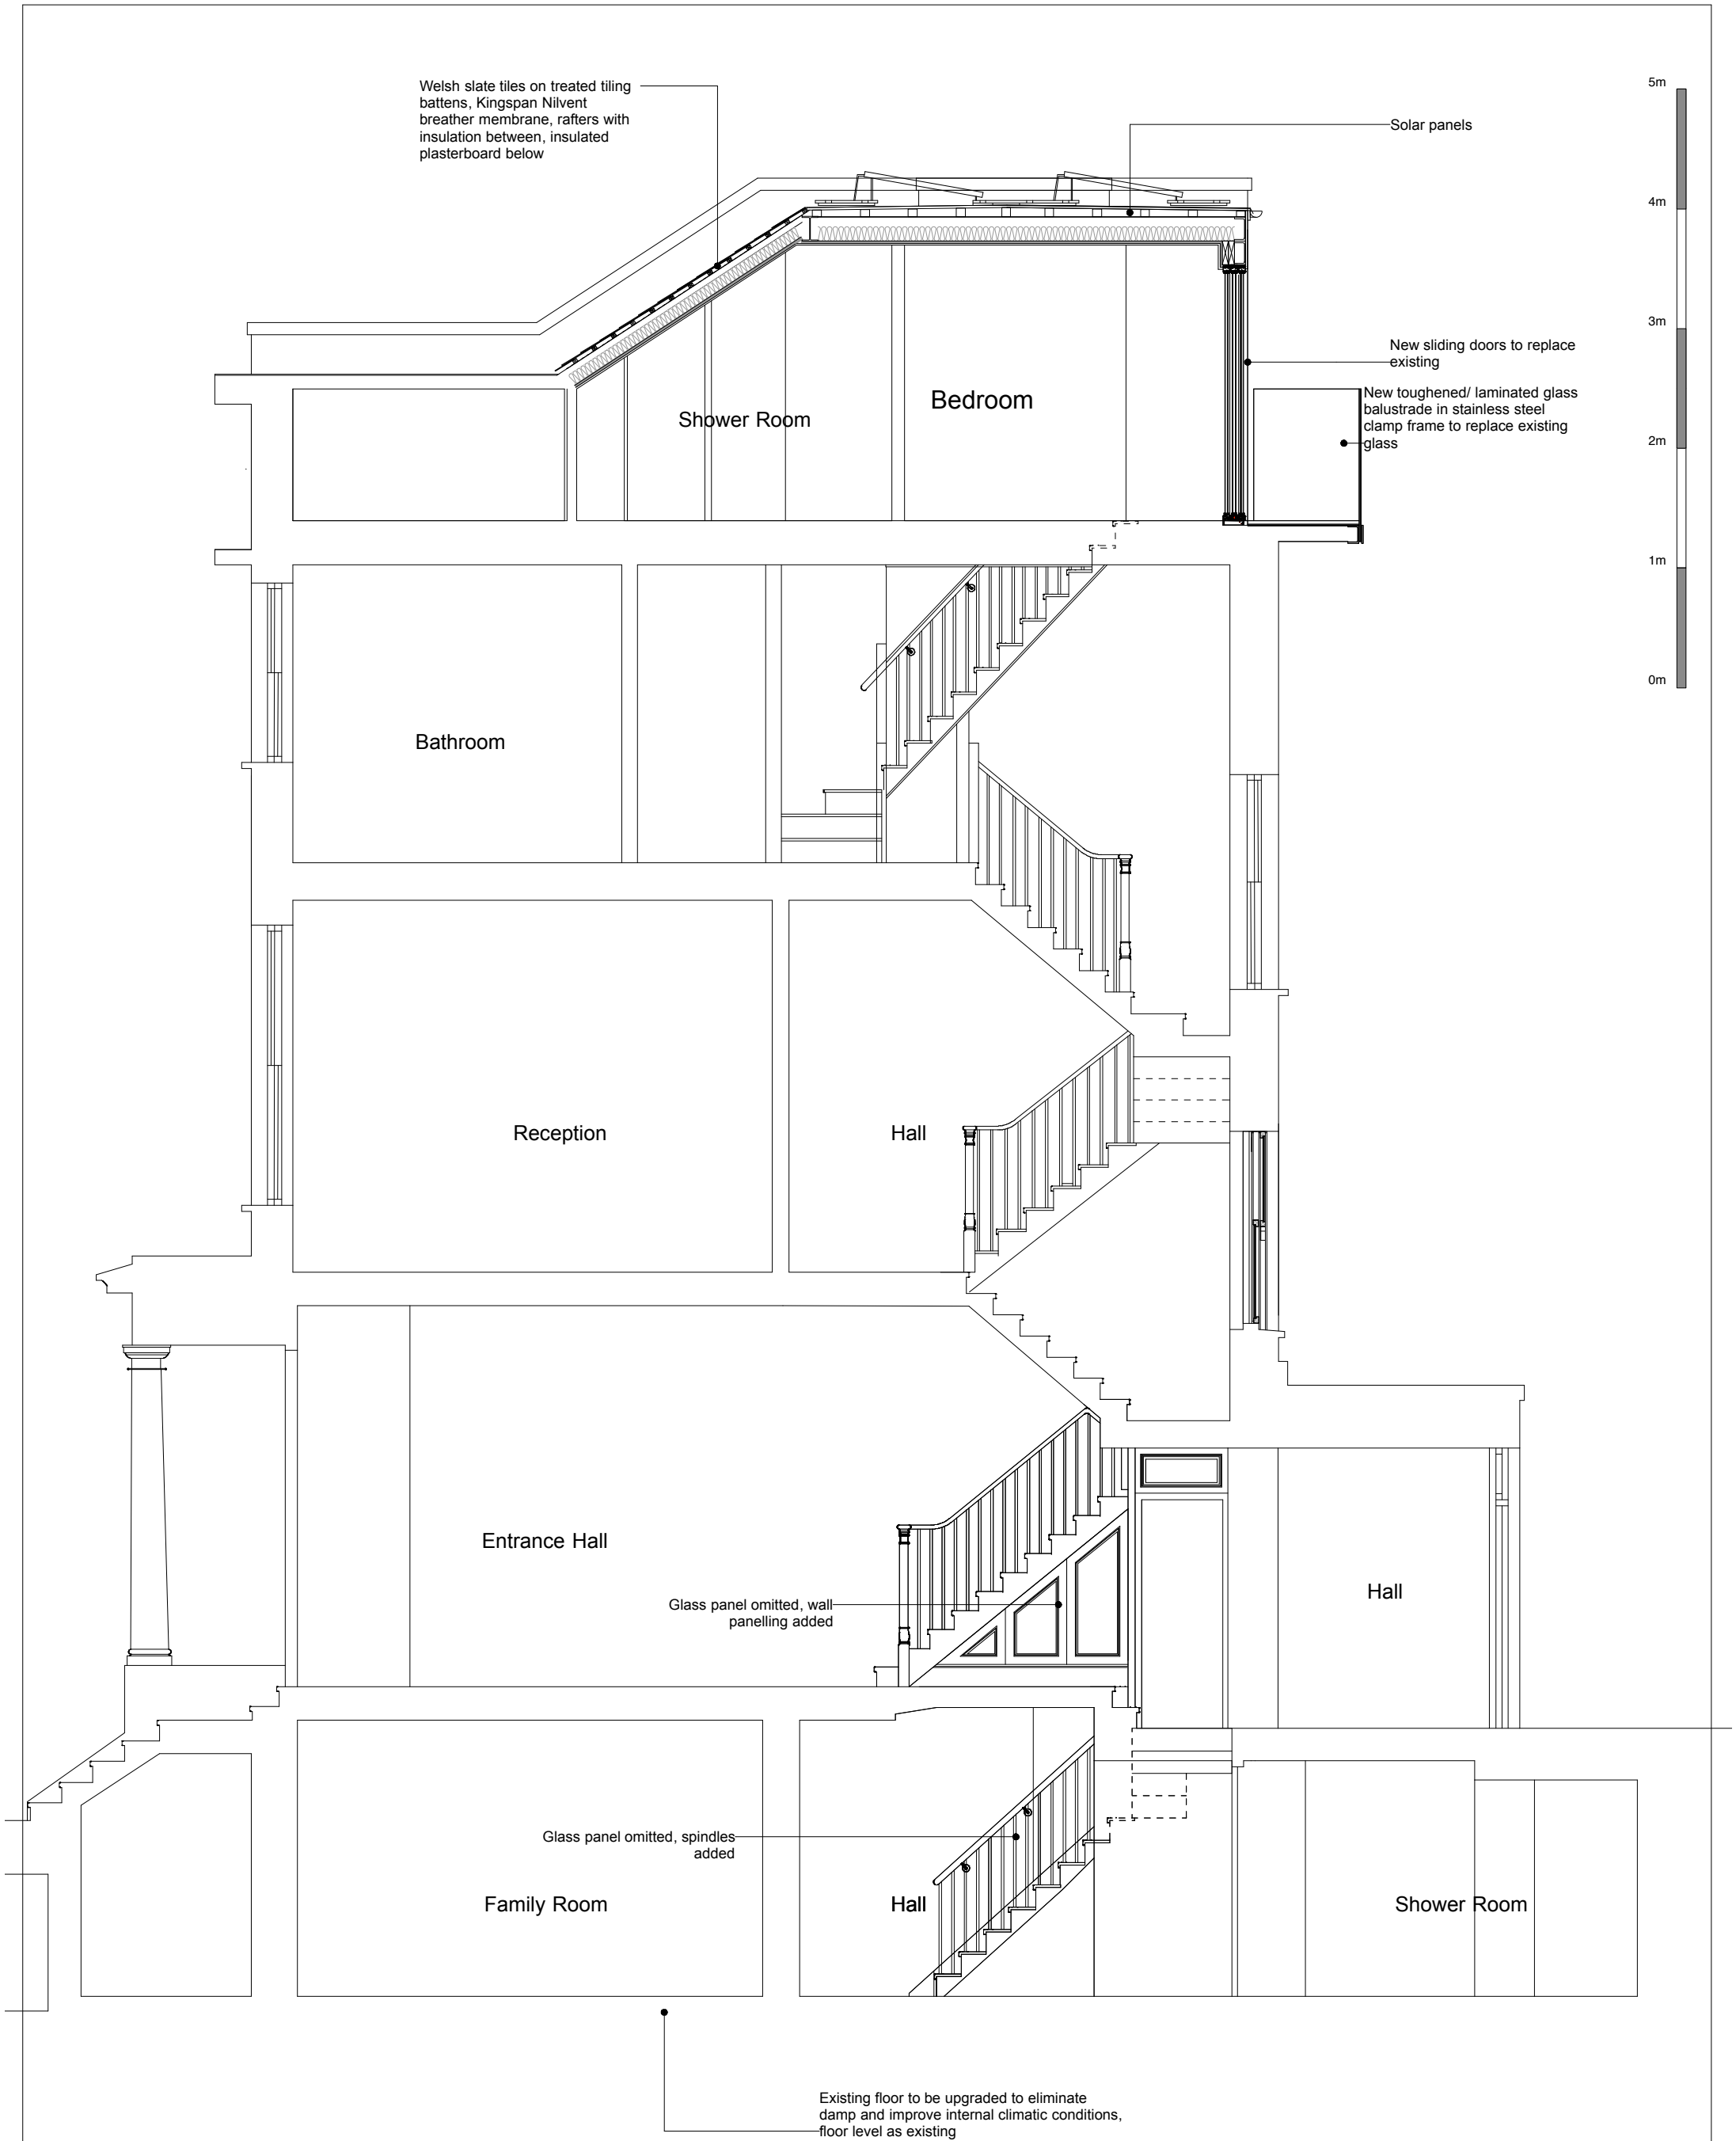 Welsh slate tiles on treated tiling
battens, Kingspan Nilvent
breather membrane, rafters with
insulation between, insulated
plasterboard below
Solar panels
5m
4m
3m
2m
1m
0m
New sliding doors to replace
existing
New toughened/ laminated glass
balustrade in stainless steel
clamp frame to replace existing
glass
Bedroom
Shower Room
Bathroom
Reception
Hall
Entrance Hall
Glass panel omitted, wall
panelling added
Hall
Glass panel omitted, spindles
added
Family Room
Hall
Shower Room
Existing floor to be upgraded to eliminate
damp and improve internal climatic conditions,
floor level as existing